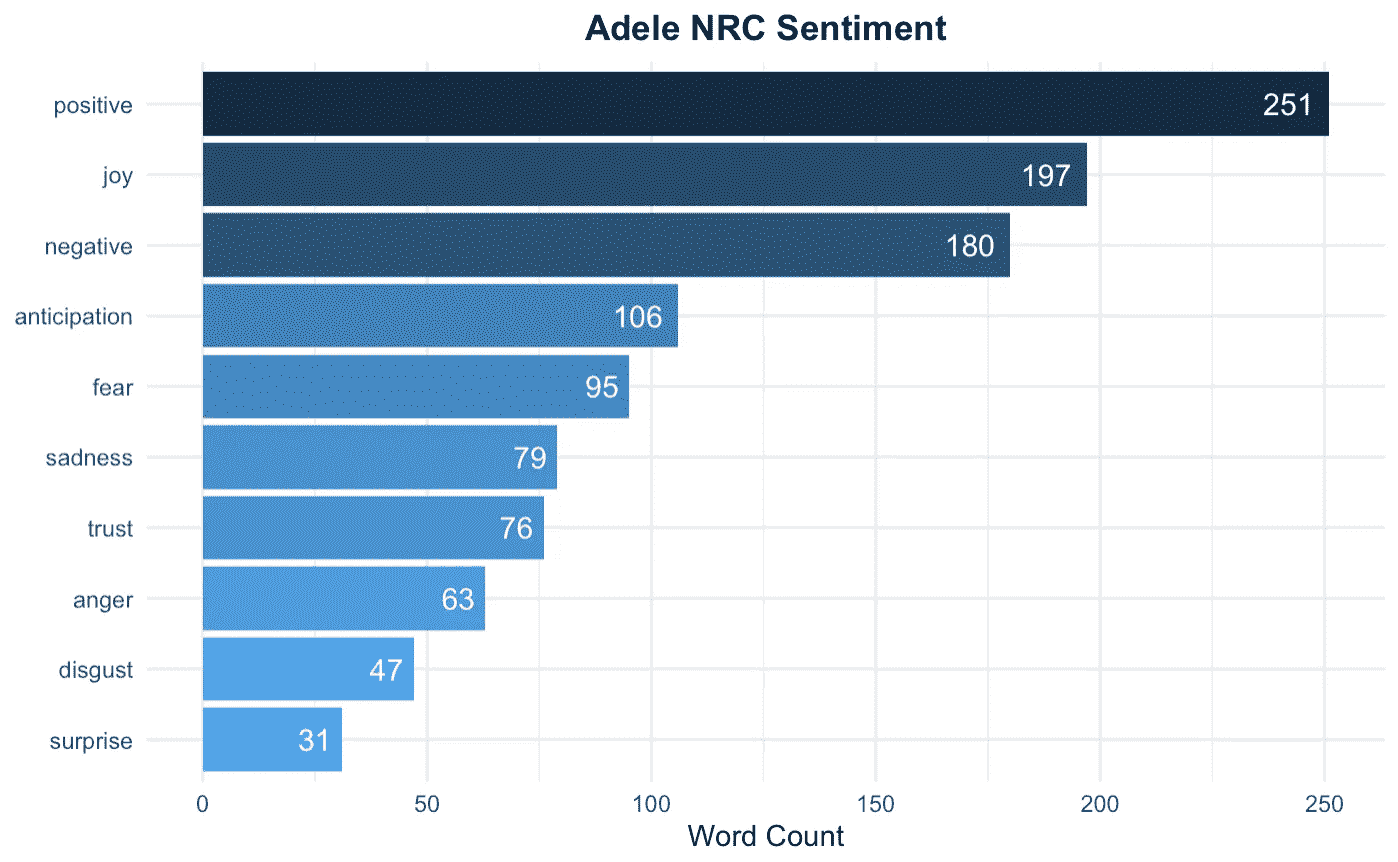 Adele NRC Sentiment
positive 251
joy 197
negative 180
anticipation 106
fear 95
sadness 79
trust 76
anger 63
disgust 47
surprise 31
0 50 100 150 200 250
Word Count